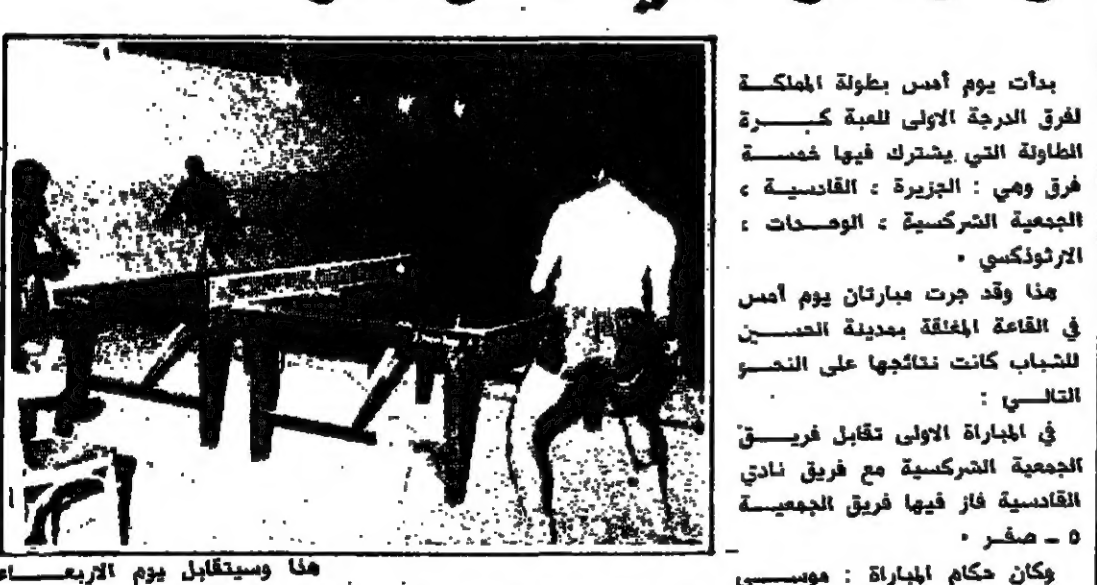 بدأت يوم أمس بطولة المملكة
لفرق الدرجة الاولى للعبة كرة
الطاولة التي يشترك فيها خمسة
فرق وهي : الجزيرة ، القادسية ،
الجمعية الشركسية ، الوحدات ،
الارثوذكسي .
هذا وقد جرت مبارتان يوم أمس
في القاعة المغلقة بمدينة الحسين
للشباب كانت نتائجها على النحو
التالي :
في المباراة الاولى تقابل فريق
الجمعية الشركسية مع فريق نادي
القادسية فاز فيها فريق الجمعية
٥ - صفر .
وكان حكام المباراة : موسى
هذا وسيتقابل يوم الاربعاء